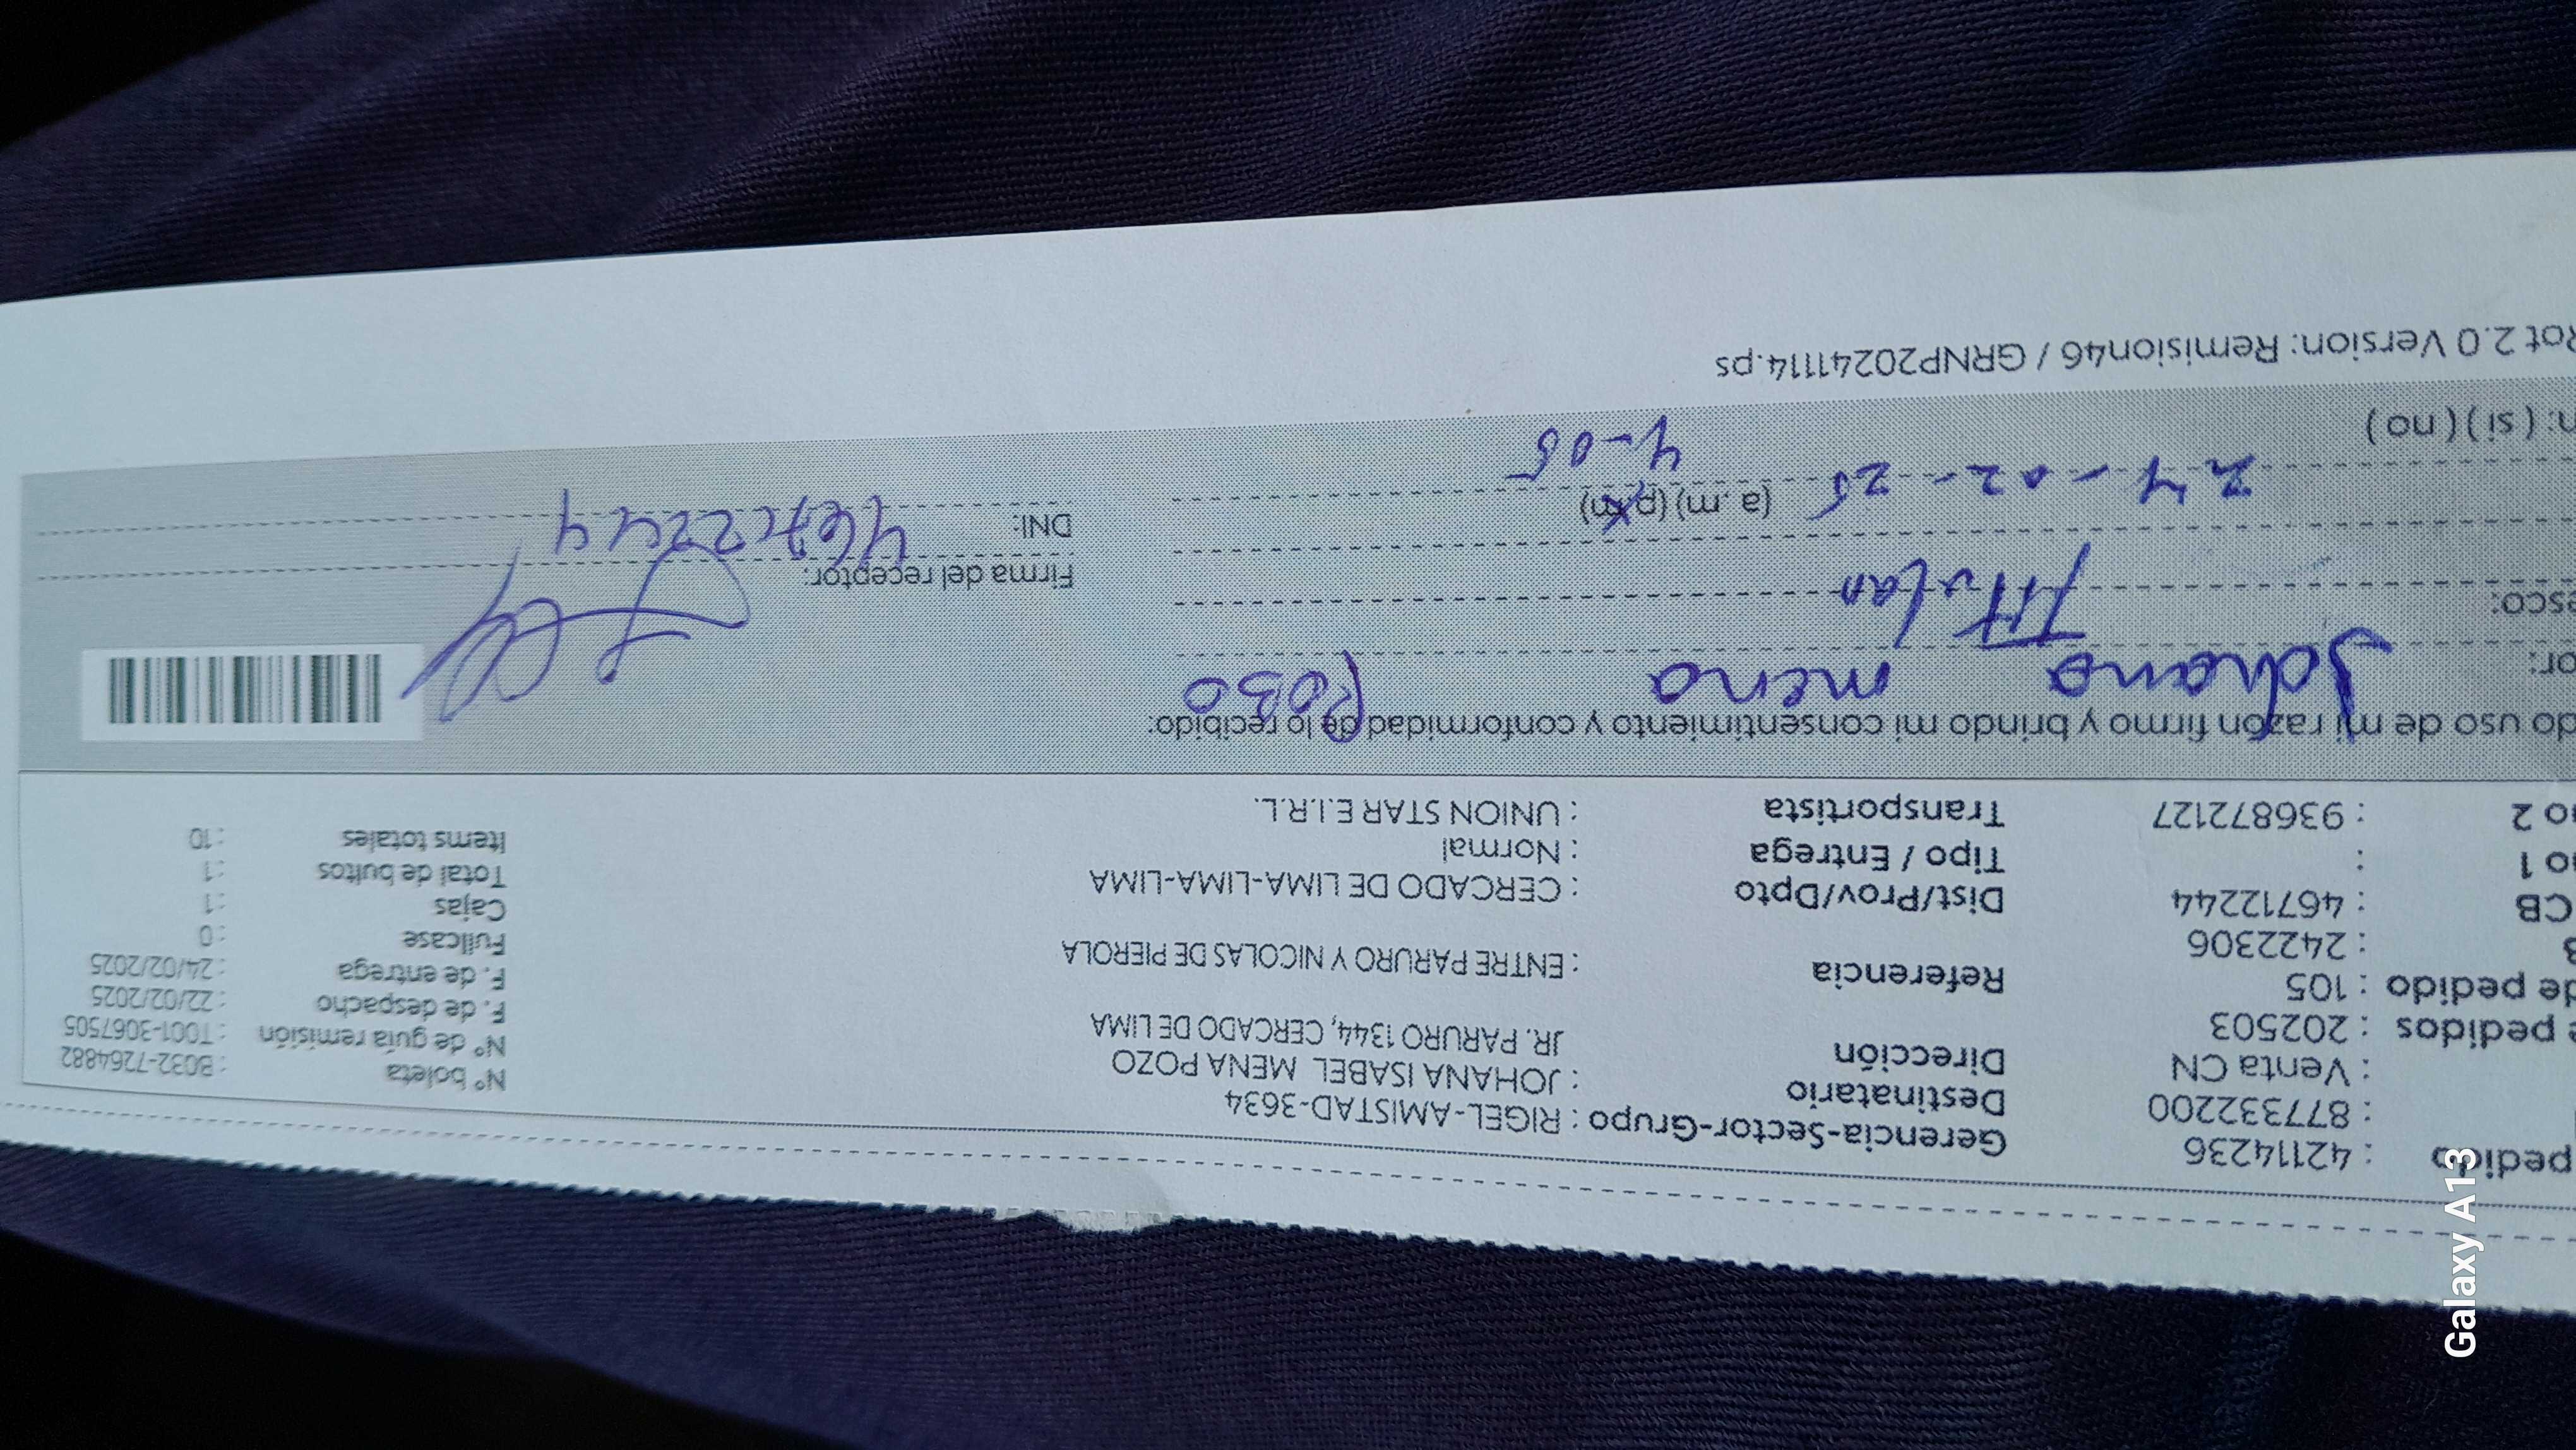 pedido : 42114236 Gerencia-Sector-Grupo : RIGEL-AMISTAD-3634
: 877332200 Destinatario : JOHANA ISABEL MENA POZO Nº boleta : B032-7264882
: Venta CN Dirección JR. PARURO 1344, CERCADO DE LIMA Nº de guía remisión : T001-3067505
e pedidos : 202503 F. de despacho : 22/02/2025
de pedido : 105 Referencia : ENTRE PARURO Y NICOLAS DE PIEROLA F. de entrega : 24/02/2025
: 2422306 Fullcase : 0
CB : 46712244 Dist/Prov/Dpto : CERCADO DE LIMA-LIMA-LIMA Cajas : 1
o 1 : Tipo / Entrega : Normal Total de bultos : 1
o 2 : 936872127 Transportista : UNION STAR E.I.R.L. Items totales : 10
do uso de mi razón firmo y brindo mi consentimiento y conformidad de lo recibido:
or: Johana mena Pozo
esco: Titular Firma del receptor:
24-02-25 (a.m) (p.m) 4-05 DNI: 46712244
n: ( si ) ( no )
Rot 2.0 Version: Remision46 / GRNP20241114.ps
Galaxy A13